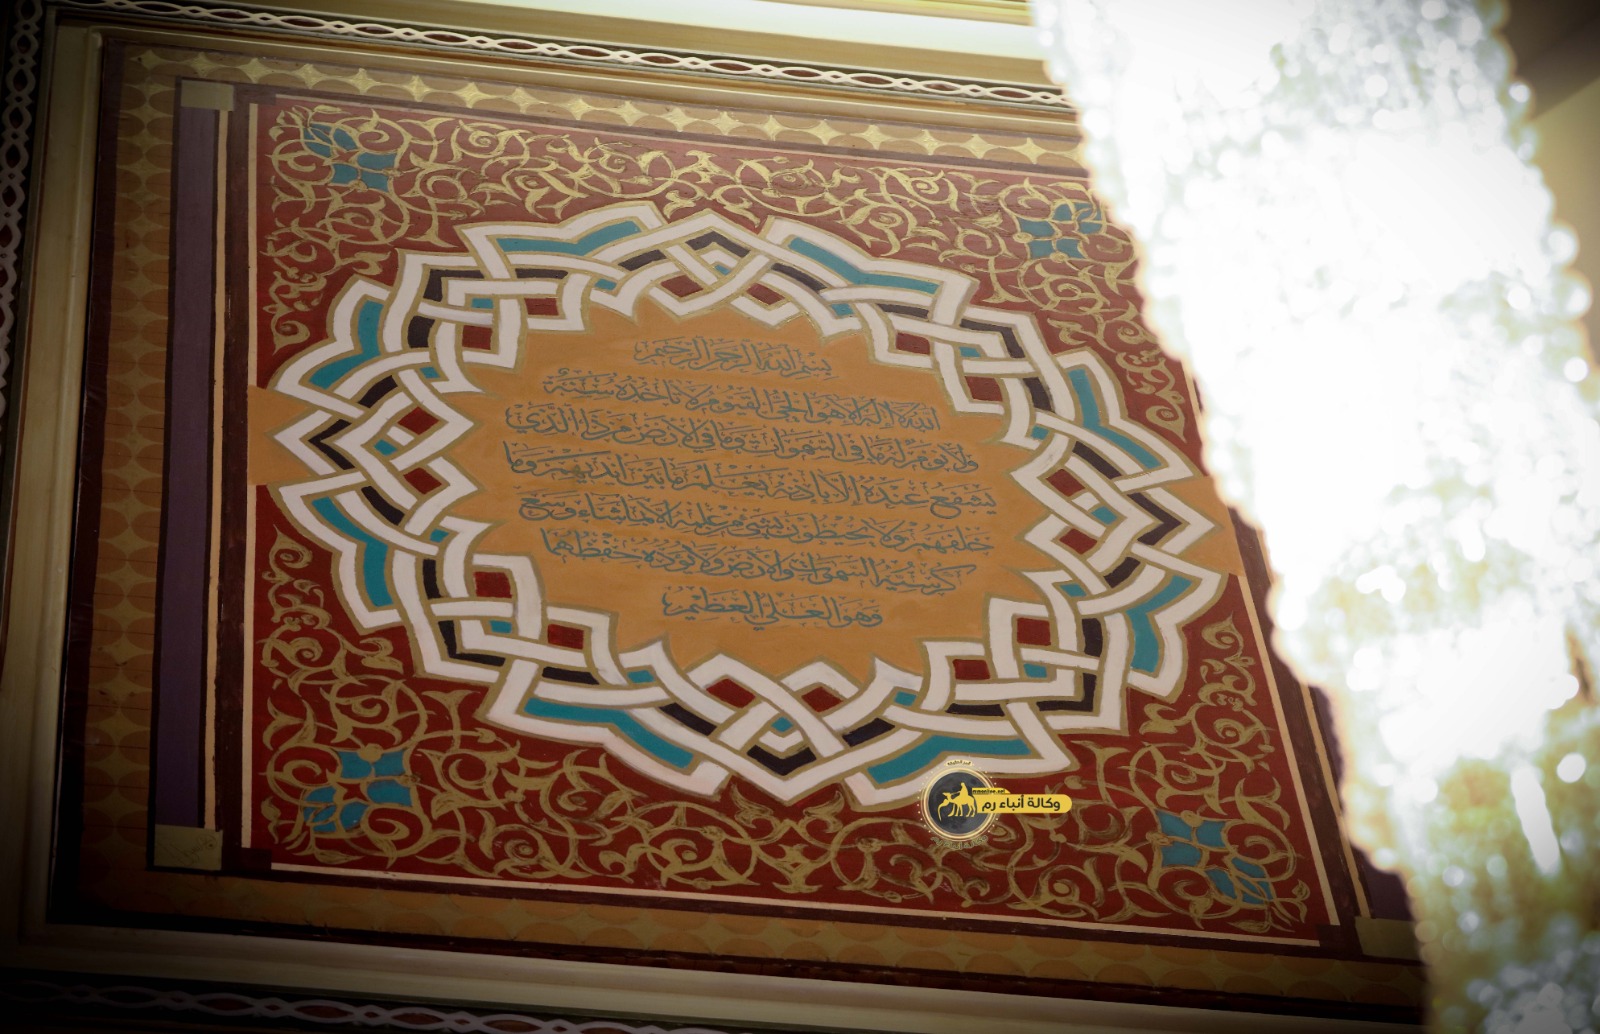 بسم الله الرحمن الرحيم
الله لا إله إلا هو الحي القيوم لا تأخذه سنة
ولا نوم له ما في السموات وما في الأرض من ذا الذي
يشفع عنده إلا بإذنه يعلم ما بين أيديهم وما
خلفهم ولا يحيطون بشيء من علمه إلا بما شاء وسع
كرسيه السموات والأرض ولا يؤوده حفظهما
وهو العلي العظيم
وكالة أنباء رم